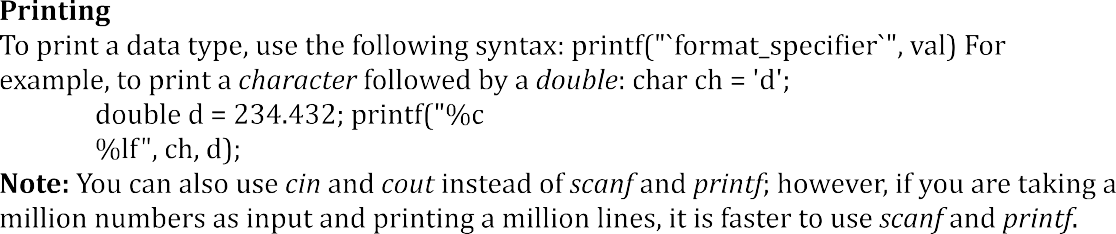 Printing
To print a data type, use the following syntax: printf("`format_specifier`", val) For
example, to print a character followed by a double: char ch = 'd';
double d = 234.432; printf("%c
%lf", ch, d);
Note: You can also use cin and cout instead of scanf and printf; however, if you are taking a
million numbers as input and printing a million lines, it is faster to use scanf and printf.